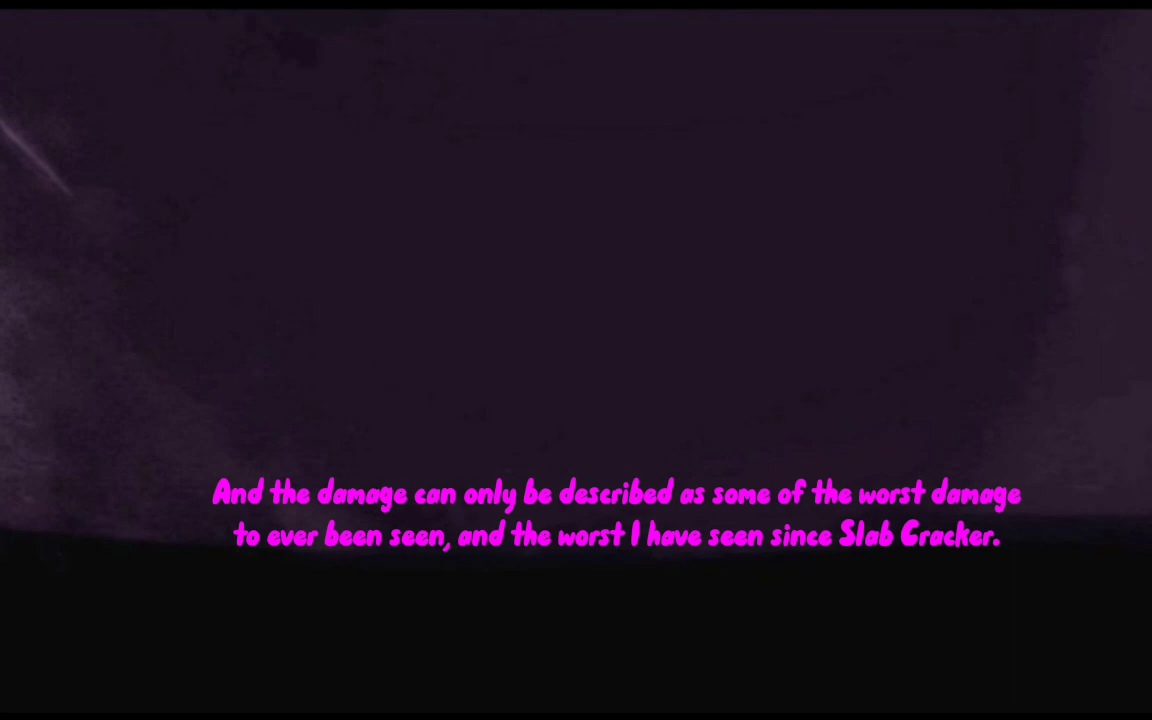 And the damage can only be described as some of the worst damage
to ever been seen, and the worst I have seen since Slab Cracker.